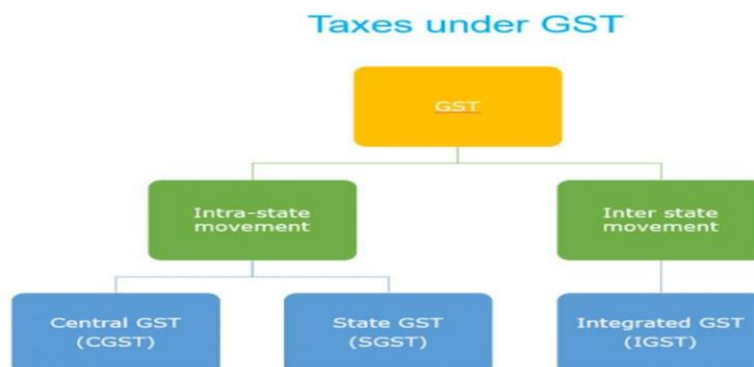 Taxes under GST
GST
Intra-state
movement
Inter state
movement
Central GST
(CGST)
State GST
(SGST)
Integrated GST
(IGST)